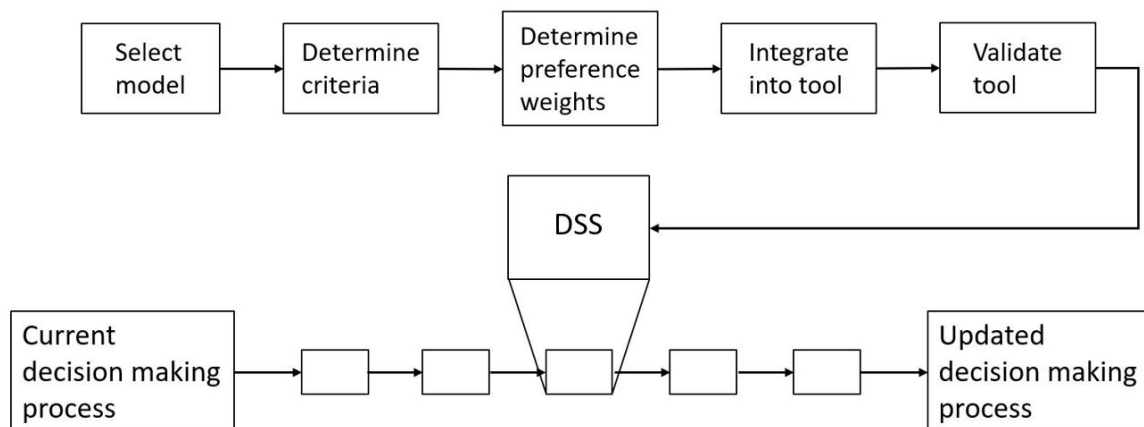 Select
model
Determine
criteria
Determine
preference
weights
Integrate
into tool
Validate
tool
DSS
Current
decision making
process
Updated
decision making
process